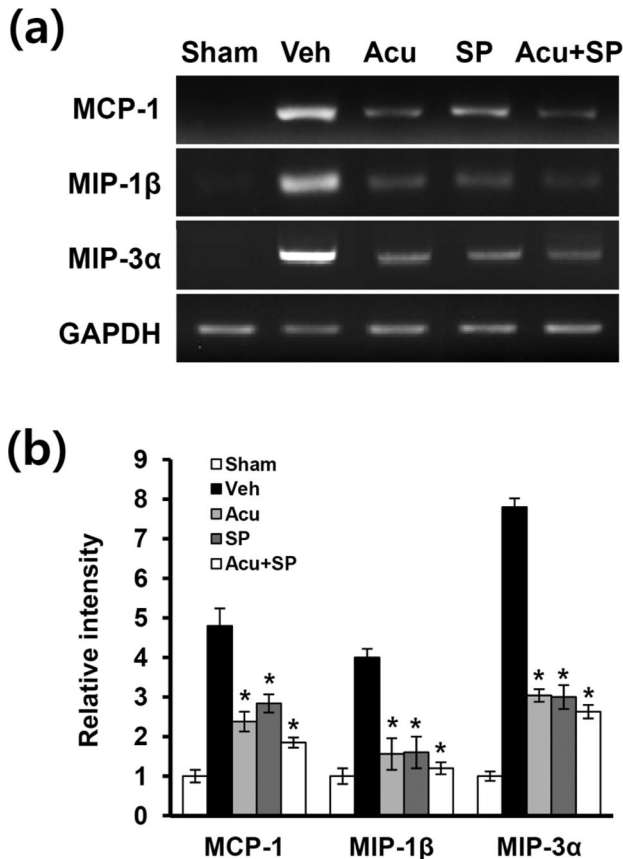 (a)
Sham Veh Acu SP Acu+SP
MCP-1
MIP-1β
MIP-3α
GAPDH
(b)
Relative intensity
9
8
7
6
5
4
3
2
1
0
Sham
Veh
Acu
SP
Acu+SP
* * *
* * *
* * *
MCP-1 MIP-1β MIP-3α